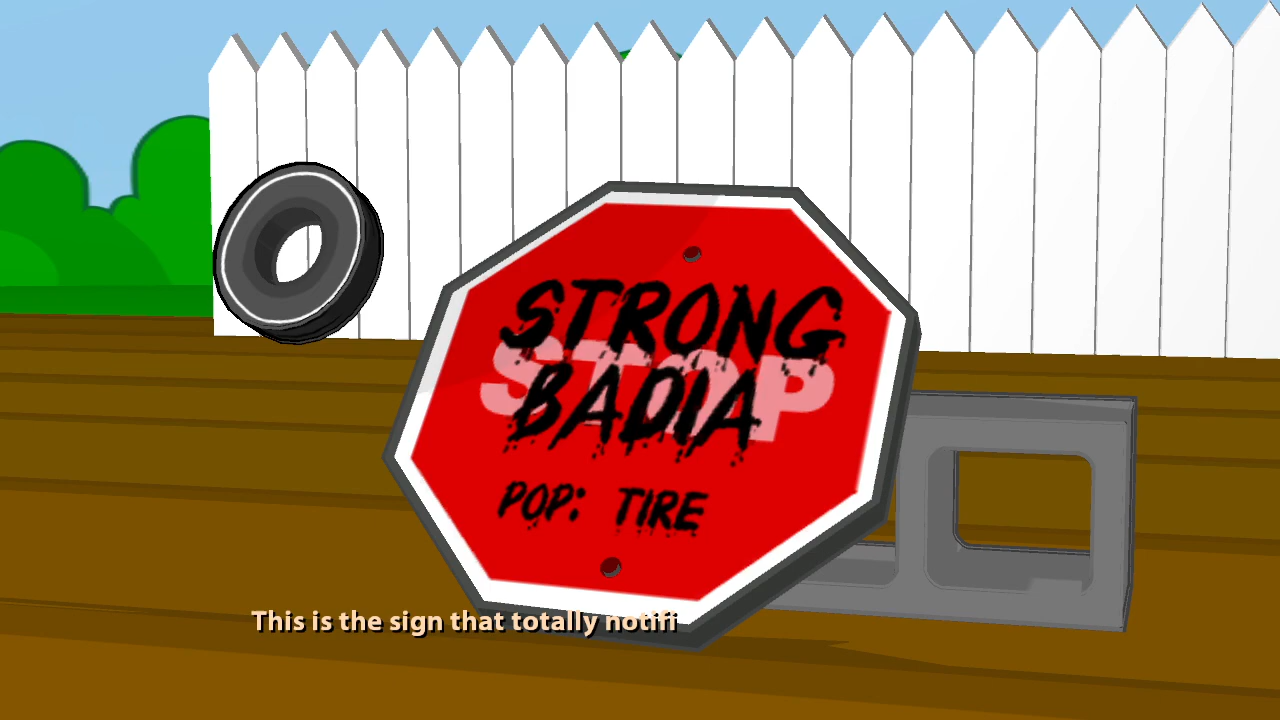 STRONG
STOP
BADIA
POP: TIRE
This is the sign that totally notifi